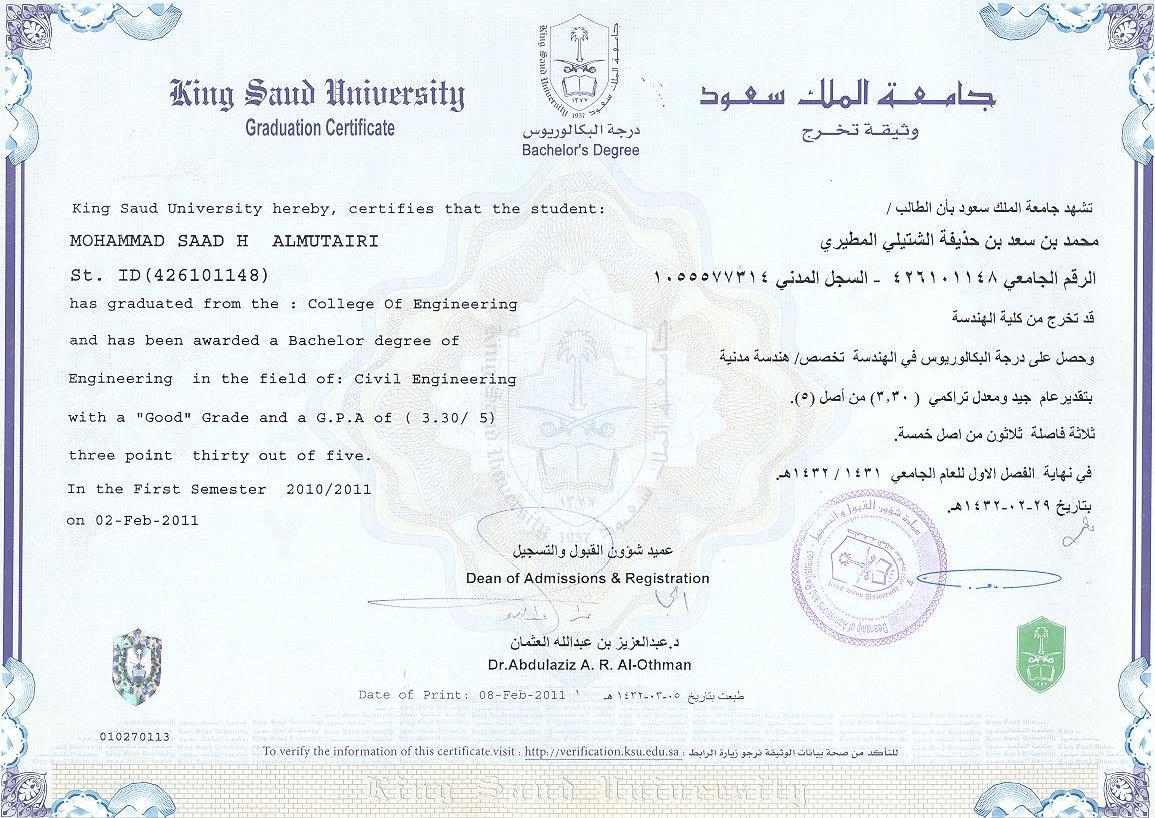 King Saud University
Graduation Certificate
جامعة الملك سعود
King Saud University
١٣٧٧
1957
درجة البكالوريوس
Bachelor's Degree
جامعة الملك سعود
وثيقة تخرج
King Saud University hereby, certifies that the student:
MOHAMMAD SAAD H ALMUTAIRI
St. ID(426101148)
has graduated from the : College Of Engineering
and has been awarded a Bachelor degree of
Engineering in the field of: Civil Engineering
with a "Good" Grade and a G.P.A of ( 3.30/ 5)
three point thirty out of five.
In the First Semester 2010/2011
on 02-Feb-2011
تشهد جامعة الملك سعود بأن الطالب /
محمد بن سعد بن حذيفة الشتيلي المطيري
الرقم الجامعي ٤٢٦١٠١١٤٨ - السجل المدني ١٠٥٥٥٧٧٣١٤
قد تخرج من كلية الهندسة
وحصل على درجة البكالوريوس في الهندسة تخصص/ هندسة مدنية
بتقديرعام جيد ومعدل تراكمي ( ٣,٣٠) من أصل (٥).
ثلاثة فاصلة ثلاثون من اصل خمسة.
في نهاية الفصل الاول للعام الجامعي ١٤٣١ / ١٤٣٢هـ.
بتاريخ ٢٩-٠٢-١٤٣٢هـ.
عميد شؤون القبول والتسجيل
Dean of Admissions & Registration
د.عبدالعزيز بن عبدالله العثمان
Dr.Abdulaziz A. R. Al-Othman
Date of Print: 08-Feb-2011
طبعت بتاريخ ٠٥-٠٣-١٤٣٢ هـ
010270113
To verify the information of this certificate.visit : http://verification.ksu.edu.sa : للتأكد من صحة بيانات الوثيقة نرجو زيارة الرابط
King Saud University